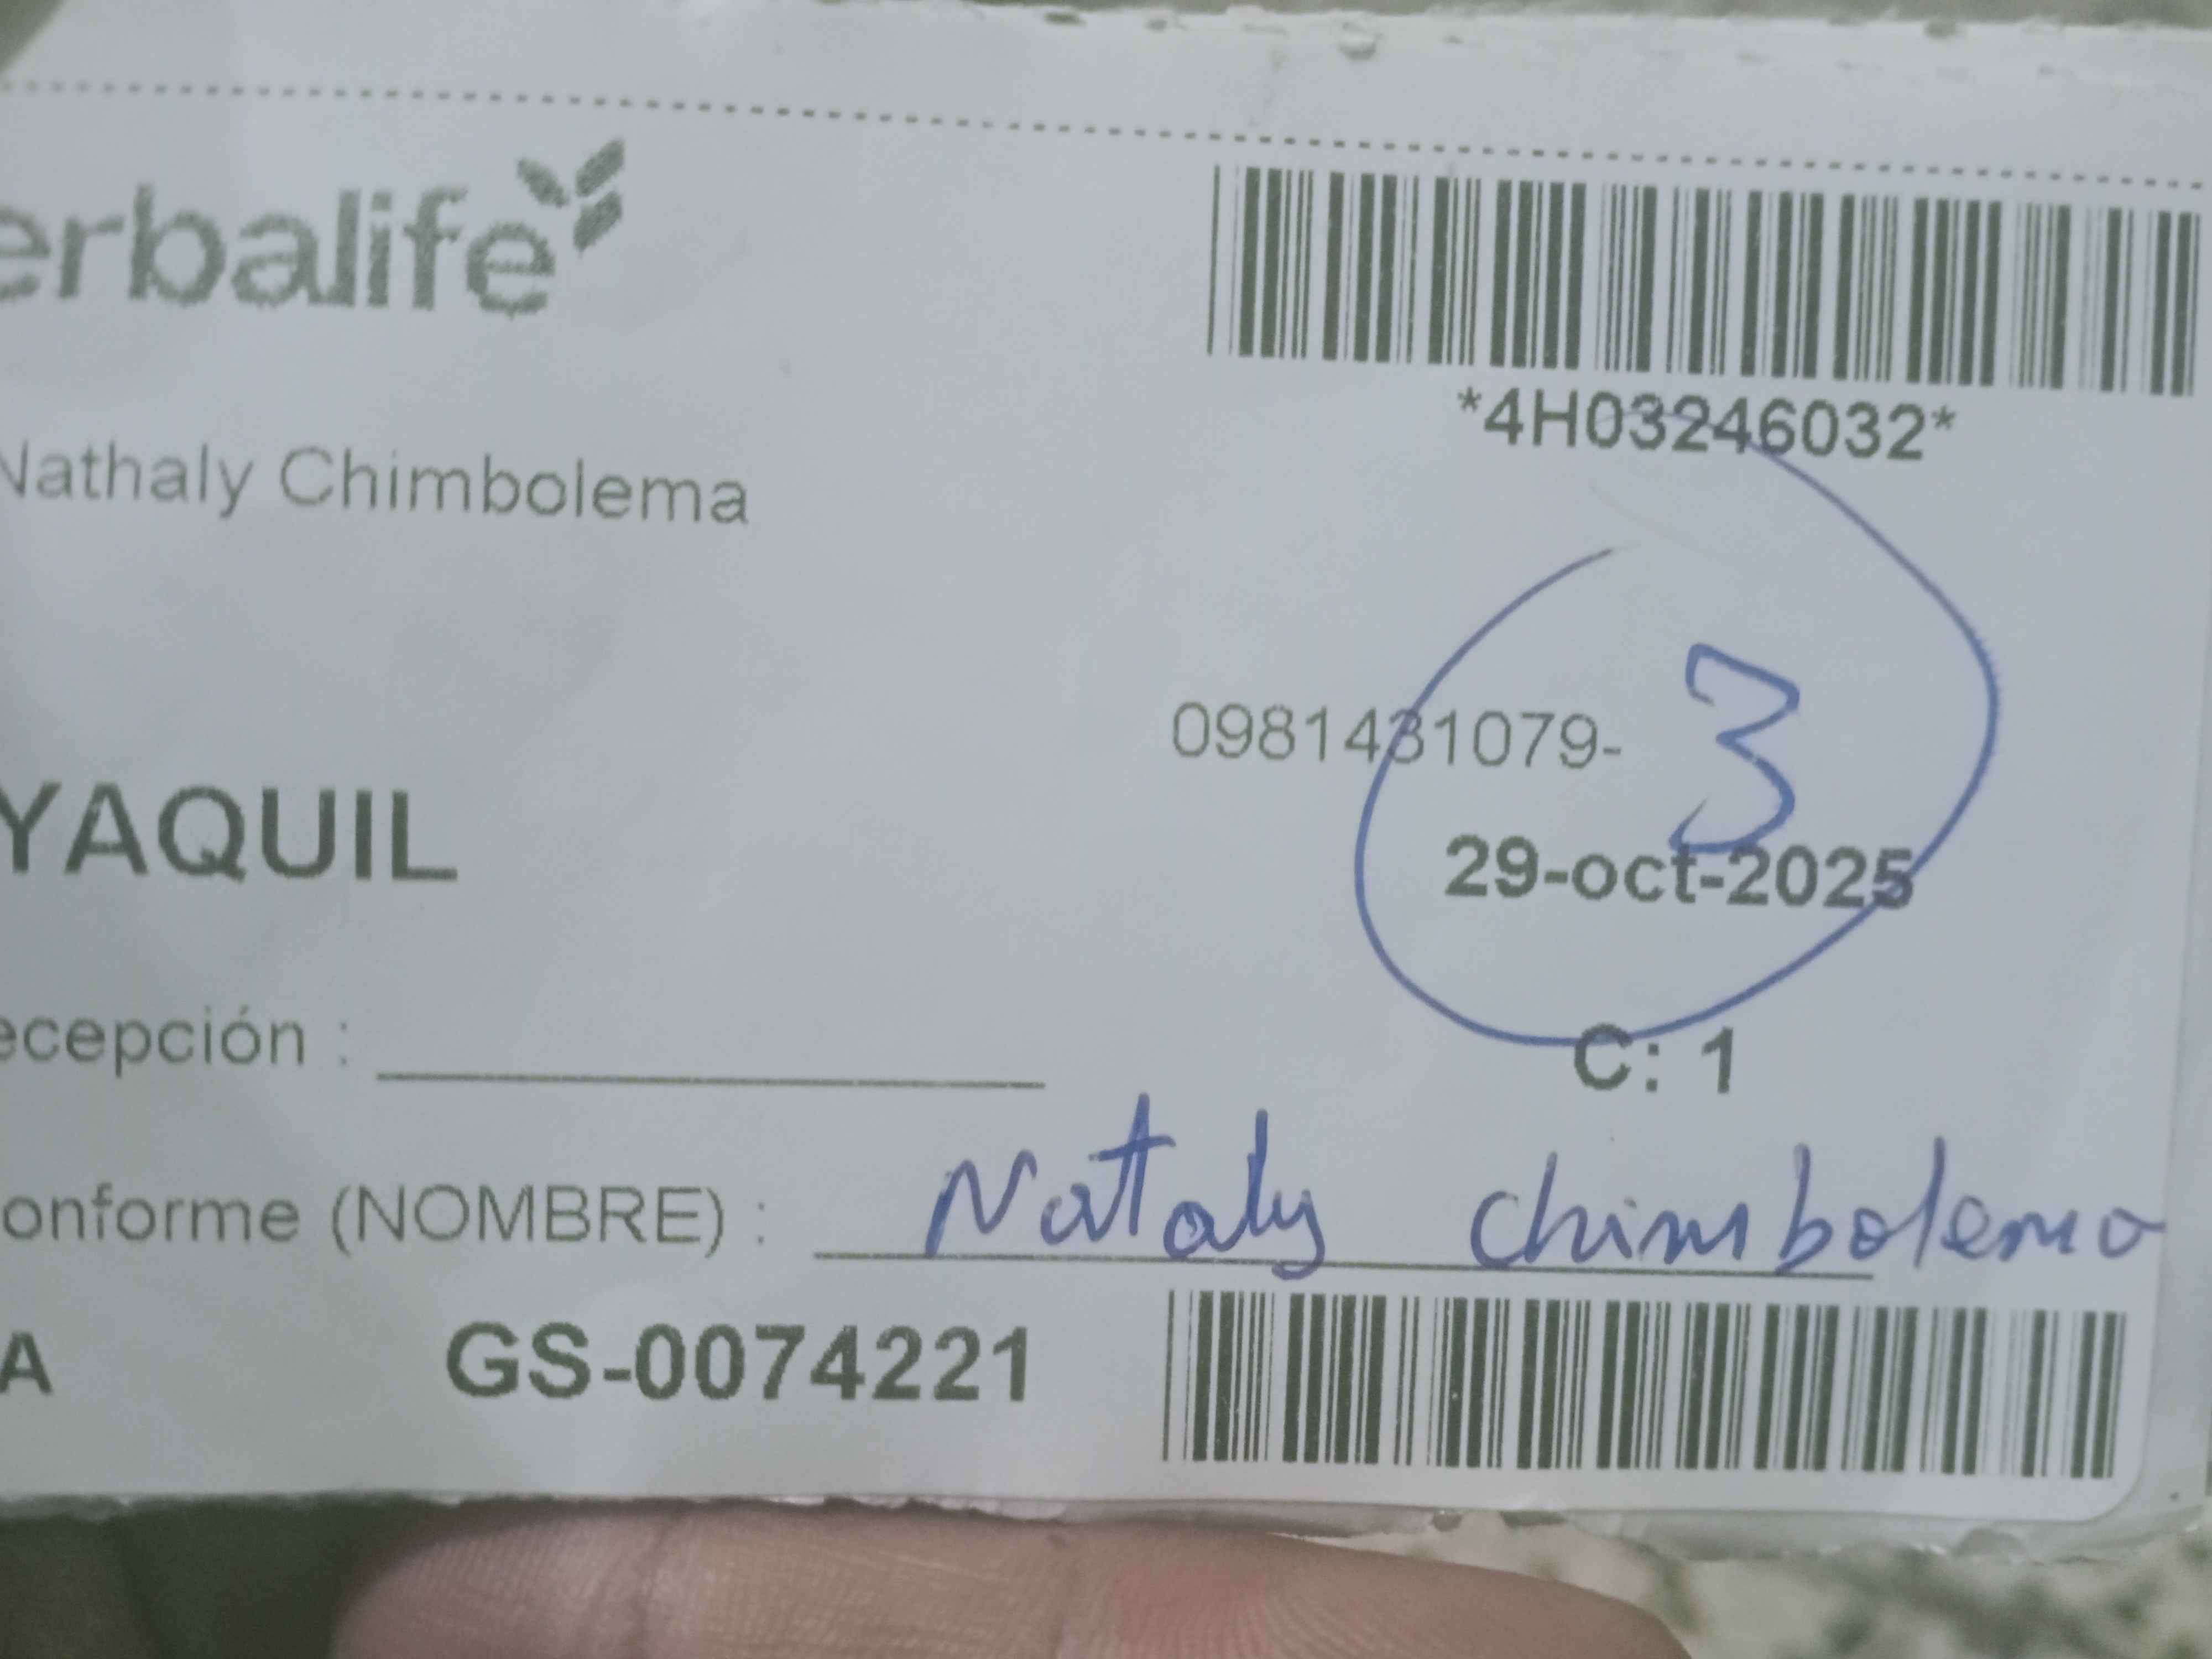 erbalife
*4H03246032*
Nathaly Chimbolema
0981431079-
3
YAQUIL
29-oct-2025
ecepción :
C: 1
onforme (NOMBRE) : Nataly chimbolema
A GS-0074221